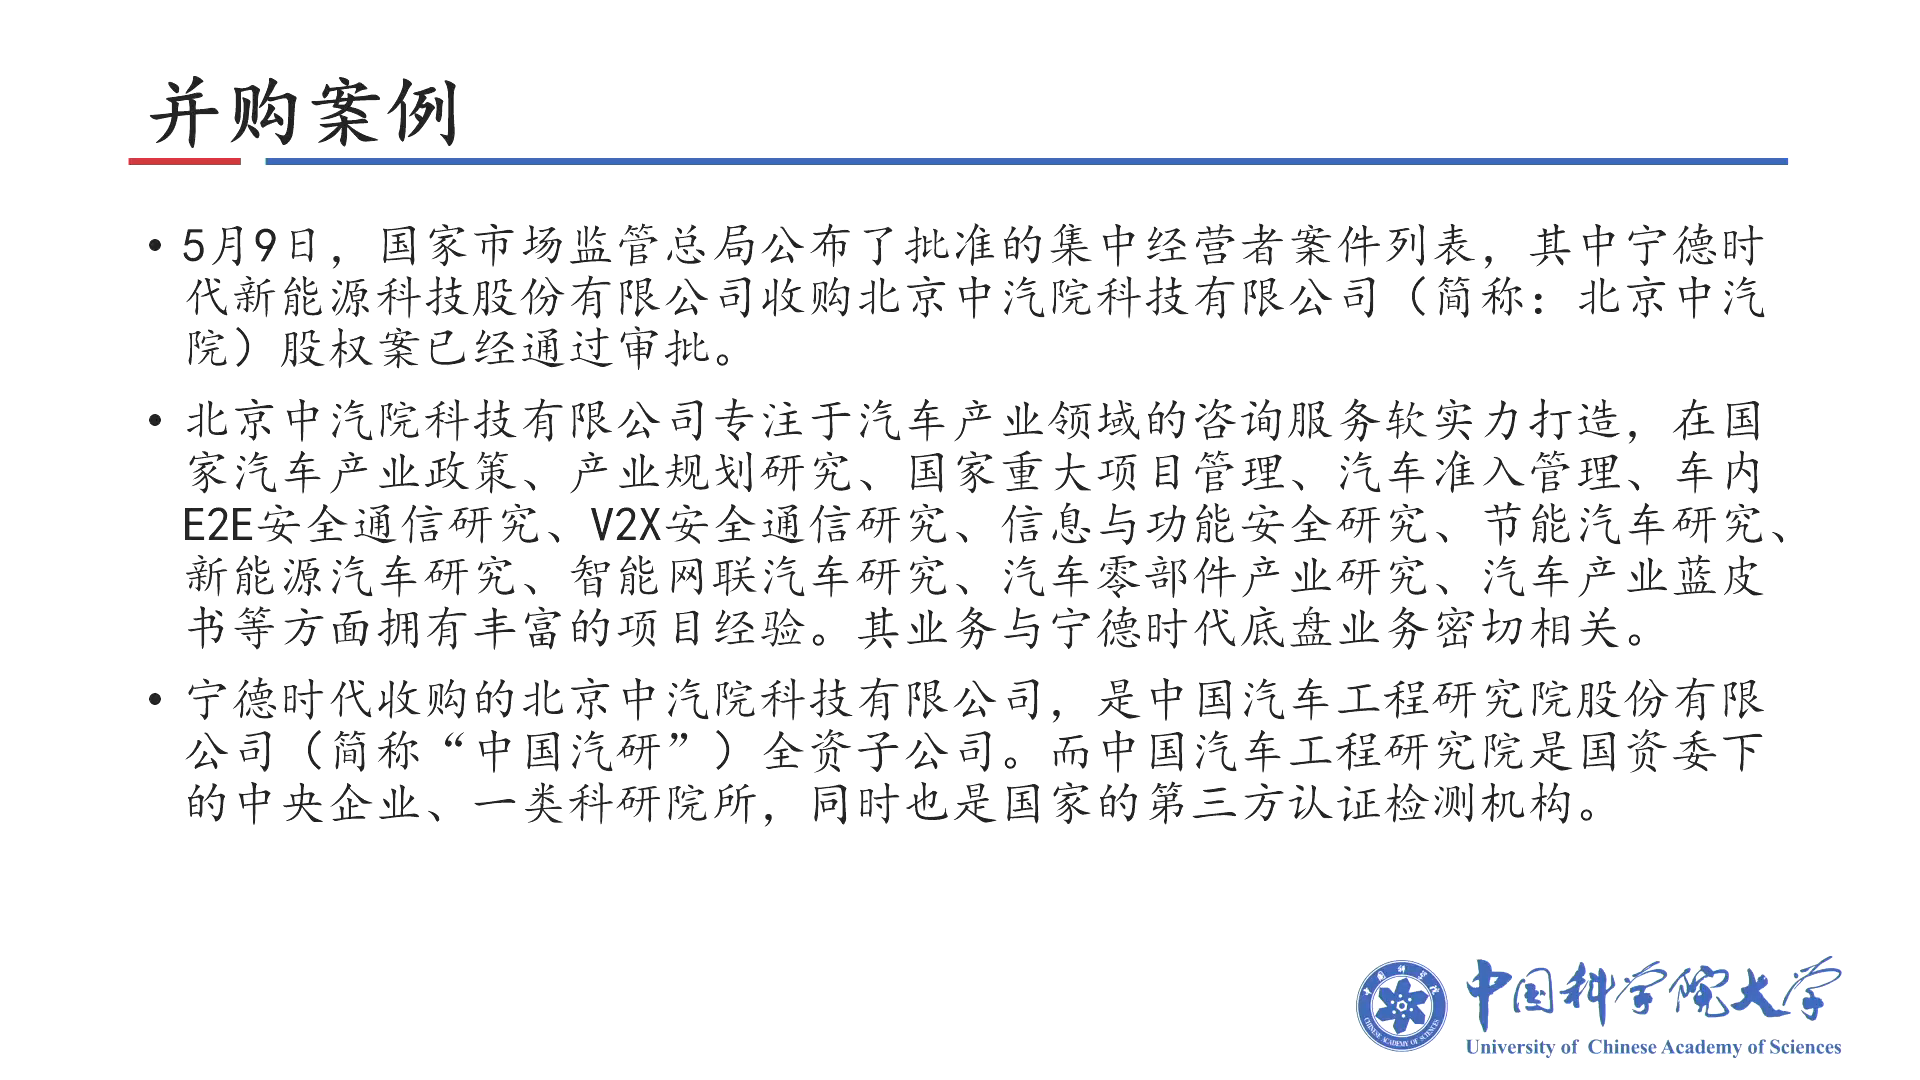 并购案例
• 5月9日，国家市场监管总局公布了批准的集中经营者案件列表，其中宁德时
代新能源科技股份有限公司收购北京中汽院科技有限公司（简称：北京中汽
院）股权案已经通过审批。
• 北京中汽院科技有限公司专注于汽车产业领域的咨询服务软实力打造，在国
家汽车产业政策、产业规划研究、国家重大项目管理、汽车准入管理、车内
E2E安全通信研究、V2X安全通信研究、信息与功能安全研究、节能汽车研究、
新能源汽车研究、智能网联汽车研究、汽车零部件产业研究、汽车产业蓝皮
书等方面拥有丰富的项目经验。其业务与宁德时代底盘业务密切相关。
• 宁德时代收购的北京中汽院科技有限公司，是中国汽车工程研究院股份有限
公司（简称“中国汽研”）全资子公司。而中国汽车工程研究院是国资委下
的中央企业、一类科研院所，同时也是国家的第三方认证检测机构。
中国科学院
CHINESE ACADEMY OF SCIENCES
中国科学院大学
University of Chinese Academy of Sciences